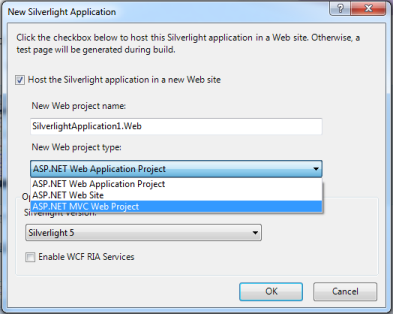 New Silverlight Application
Click the checkbox below to host this Silverlight application in a Web site. Otherwise, a
test page will be generated during build.
Host the Silverlight application in a new Web site
New Web project name:
SilverlightApplication1.Web
New Web project type:
ASP.NET Web Application Project
ASP.NET Web Application Project
ASP.NET Web Site
ASP.NET MVC Web Project
Silverlight Version:
Silverlight 5
Enable WCF RIA Services
OK
Cancel